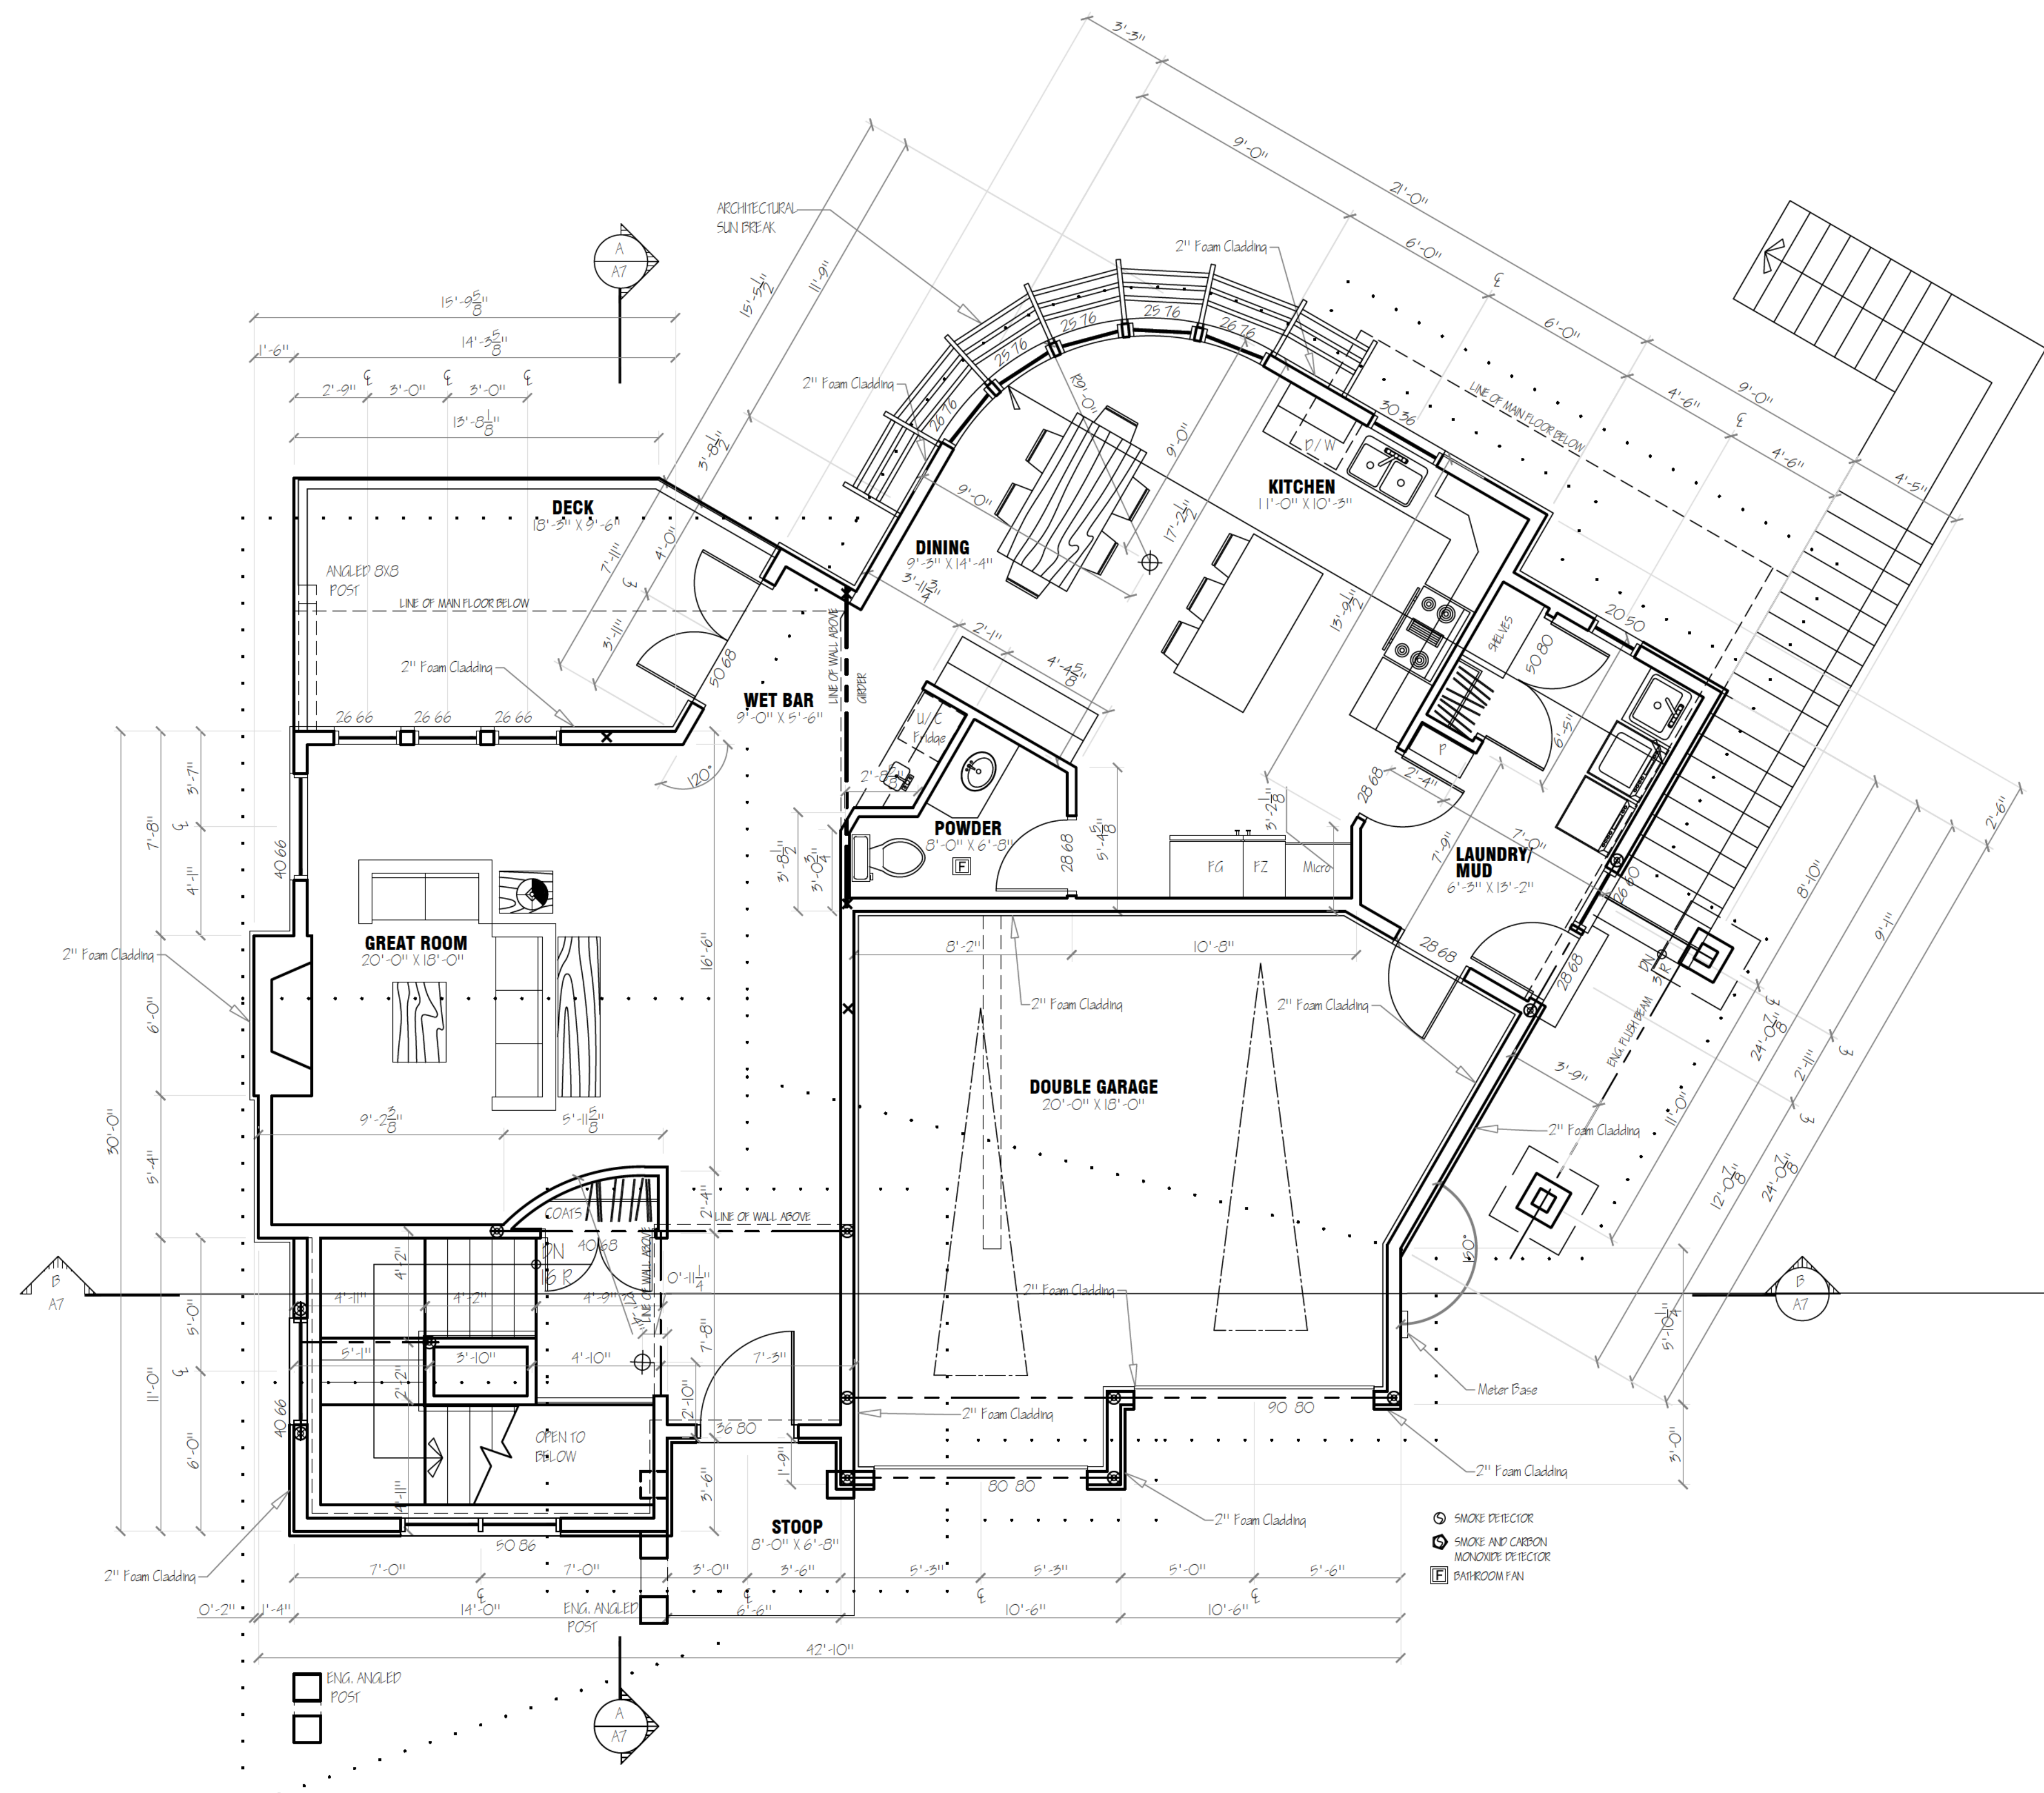 3'-3"
9'-0"
21'-0"
ARCHITECTURAL
SUN BREAK
A
A7
2" Foam Cladding
6'-0"
℄
15'-9 5/8"
15'-5 1/2"
11'-9"
14'-3 5/8"
1'-6"
℄
℄
℄
2'-9"
3'-0"
3'-0"
13'-8 1/8"
3'-8 1/2"
2" Foam Cladding
26 76
25 76
25 76
25 76
26 76
R9'-0"
6'-0"
9'-0"
4'-6"
℄
4'-6"
4'-5"
LINE OF MAIN FLOOR BELOW
30 36
D/W
KITCHEN
11'-0" X 10'-3"
9'-0"
9'-0"
17'-2 1/2"
DECK
18'-3" X 9'-6"
DINING
9'-3" X 14'-4"
3'-11 3/4"
ANGLED 8X8
POST
LINE OF MAIN FLOOR BELOW
7'-11"
4'-0"
℄
3'-11"
50 68
2" Foam Cladding
LINE OF WALL ABOVE
GIRDER
2'-1"
4'-4 5/8"
13'-9 1/2"
SHELVES
50 80
20 50
WET BAR
9'-0" X 5'-6"
26 66
26 66
26 66
U/C
Fridge
120°
2'-8 5/8"
6'-5"
P
2'-4"
28 68
7'-0"
7'-9"
2'-6"
3'-7"
7'-8"
℄
4'-1"
40 66
3'-8 1/2"
3'-0 3/4"
POWDER
8'-0" X 6'-8"
F
28 68
5'-4 5/8"
3'-2 1/8"
FG
FZ
Micro
LAUNDRY/
MUD
6'-3" X 13'-2"
26 80
8'-10"
9'-1"
GREAT ROOM
20'-0" X 18'-0"
2" Foam Cladding
16'-6"
8'-2"
10'-8"
28 68
28 68
DN
3 R
6'-0"
2" Foam Cladding
2" Foam Cladding
ENG. FLUSH BEAM
℄
24'-0 7/8"
℄
2'-11"
3'-9"
11'-0"
℄
DOUBLE GARAGE
20'-0" X 18'-0"
30'-0"
9'-2 3/8"
5'-11 5/8"
2" Foam Cladding
5'-4"
12'-0 7/8"
24'-0 7/8"
COATS
2'-4"
LINE OF WALL ABOVE
40 68
DN
16 R
LINE OF WALL ABOVE
150°
B
A7
4'-2"
0'-11 1/4"
4'-11"
4'-2"
4'-9"
2" Foam Cladding
B
A7
5'-0"
11'-0"
℄
7'-8"
5'-10 1/4"
5'-1"
3'-10"
4'-10"
7'-3"
2'-2"
2'-10"
Meter Base
40 66
36 80
2" Foam Cladding
90 80
6'-0"
OPEN TO
BELOW
1'-9"
3'-0"
3'-6"
4'-11"
80 80
2" Foam Cladding
2" Foam Cladding
STOOP
8'-0" X 6'-8"
SMOKE DETECTOR
SMOKE AND CARBON
MONOXIDE DETECTOR
F
BATHROOM FAN
50 86
2" Foam Cladding
7'-0"
7'-0"
3'-0"
3'-6"
5'-3"
5'-3"
5'-0"
5'-6"
℄
℄
℄
℄
0'-2"
1'-4"
14'-0"
ENG. ANGLED
POST
6'-6"
10'-6"
10'-6"
42'-10"
ENG. ANGLED
POST
A
A7